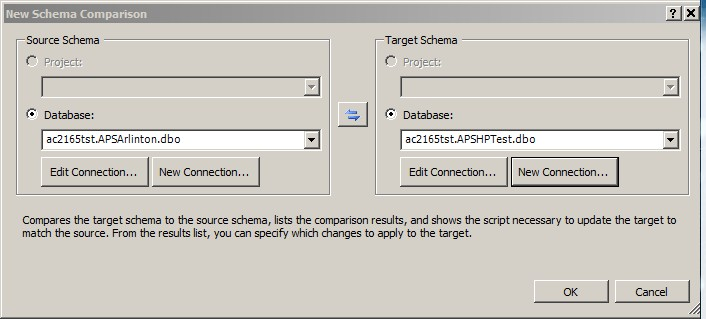 New Schema Comparison
Source Schema
Project:
Database:
ac2165tst.APSArlinton.dbo
Edit Connection...
New Connection...
Target Schema
Project:
Database:
ac2165tst.APSHPTest.dbo
Edit Connection...
New Connection...
Compares the target schema to the source schema, lists the comparison results, and shows the script necessary to update the target to
match the source. From the results list, you can specify which changes to apply to the target.
OK
Cancel